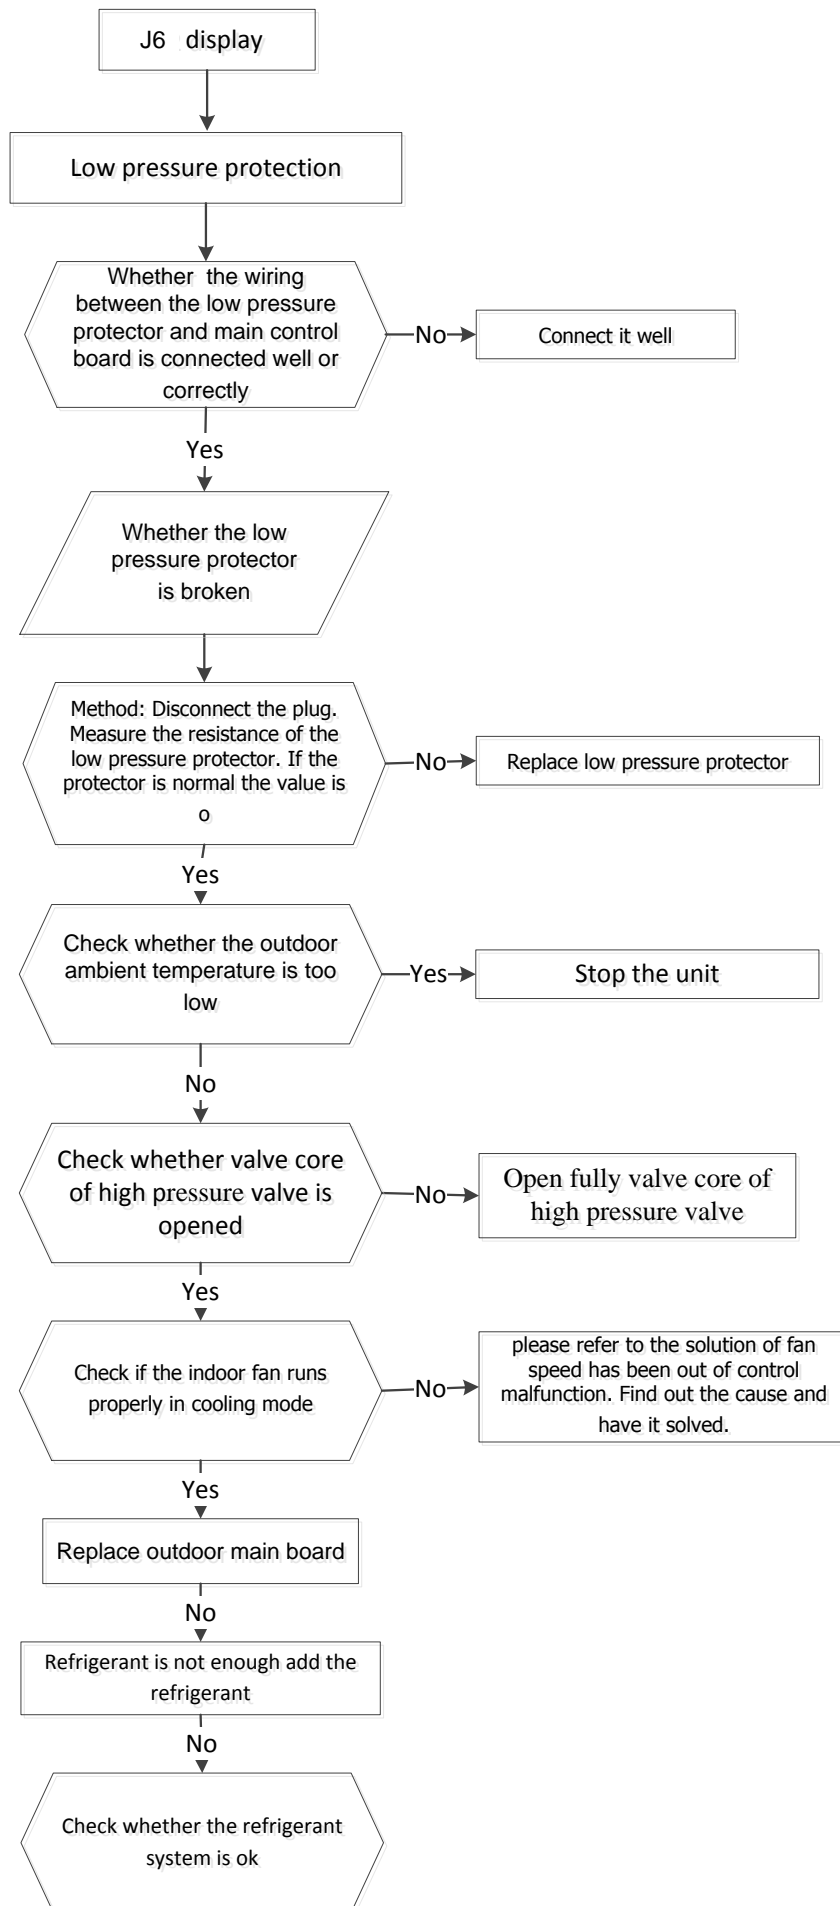 J6 display
Low pressure protection
Whether the wiring
between the low pressure
protector and main control
board is connected well or
correctly
No
Connect it well
Yes
Whether the low
pressure protector
is broken
Method: Disconnect the plug.
Measure the resistance of the
low pressure protector. If the
protector is normal the value is
o
No
Replace low pressure protector
Yes
Check whether the outdoor
ambient temperature is too
low
Yes
Stop the unit
No
Check whether valve core
of high pressure valve is
opened
No
Open fully valve core of
high pressure valve
Yes
Check if the indoor fan runs
properly in cooling mode
No
please refer to the solution of fan
speed has been out of control
malfunction. Find out the cause and
have it solved.
Yes
Replace outdoor main board
No
Refrigerant is not enough add the
refrigerant
No
Check whether the refrigerant
system is ok